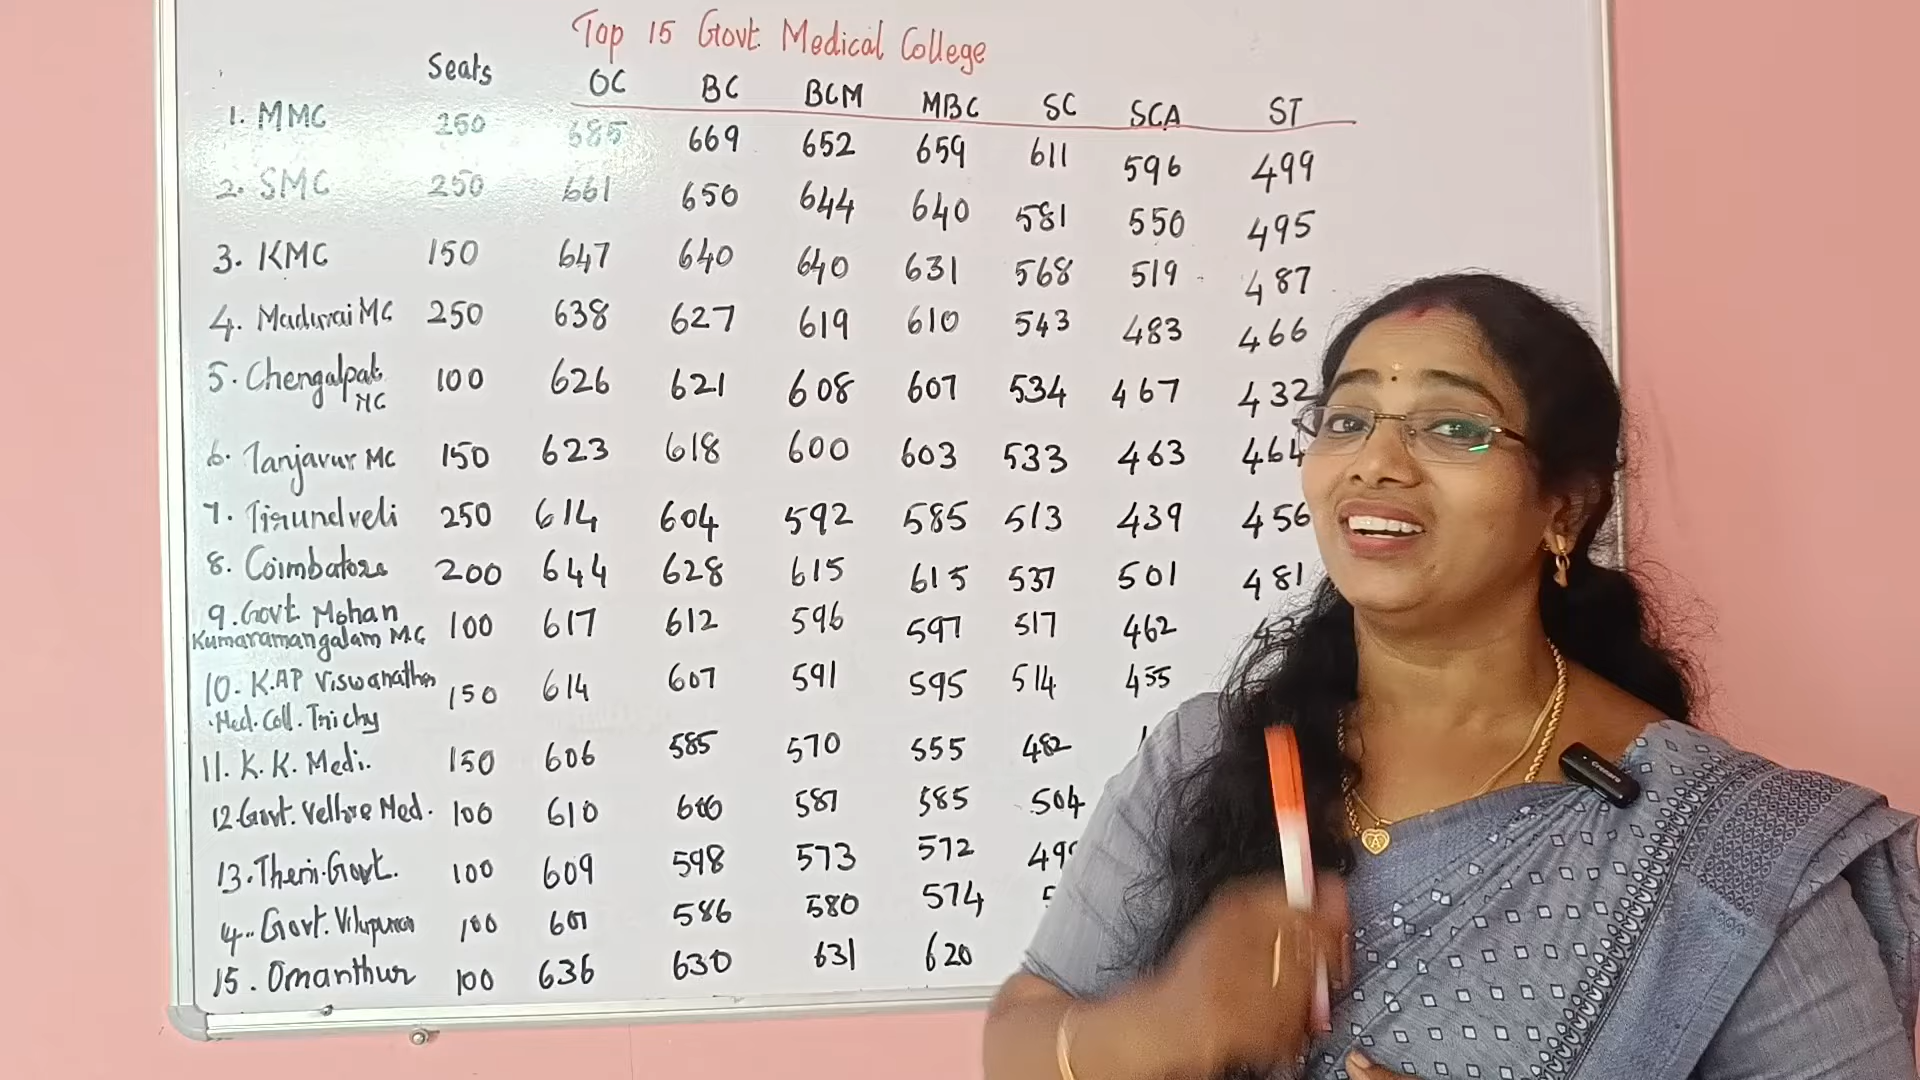 Top 15 Govt. Medical College
Seats OC BC BCM MBC SC SCA ST
1. MMC 250 685 669 652 659 611 596 499
2. SMC 250 661 650 644 640 581 550 495
3. KMC 150 647 640 640 631 568 519 487
4. Madurai MC 250 638 627 619 610 543 483 466
5. Chengalpat MC 100 626 621 608 607 534 467 432
6. Tanjavur MC 150 623 618 600 603 533 463 464
7. Tirundveli 250 614 604 592 585 513 439 456
8. Coimbatore 200 644 628 615 615 537 501 481
9. Govt Mohan
Kumaramangalam MC 100 617 612 596 597 517 462
10. K.AP Viswanathan 150 614 607 591 595 514 455
Med. Coll. Trichy
11. K. K. Medi. 150 606 585 570 555 482
12. Govt. Vellore Med. 100 610 606 587 585 504
13. Theni. Govt. 100 609 598 573 572
Govt. 100 607 586 580 574
15. Omanthur 100 636 630 631 620